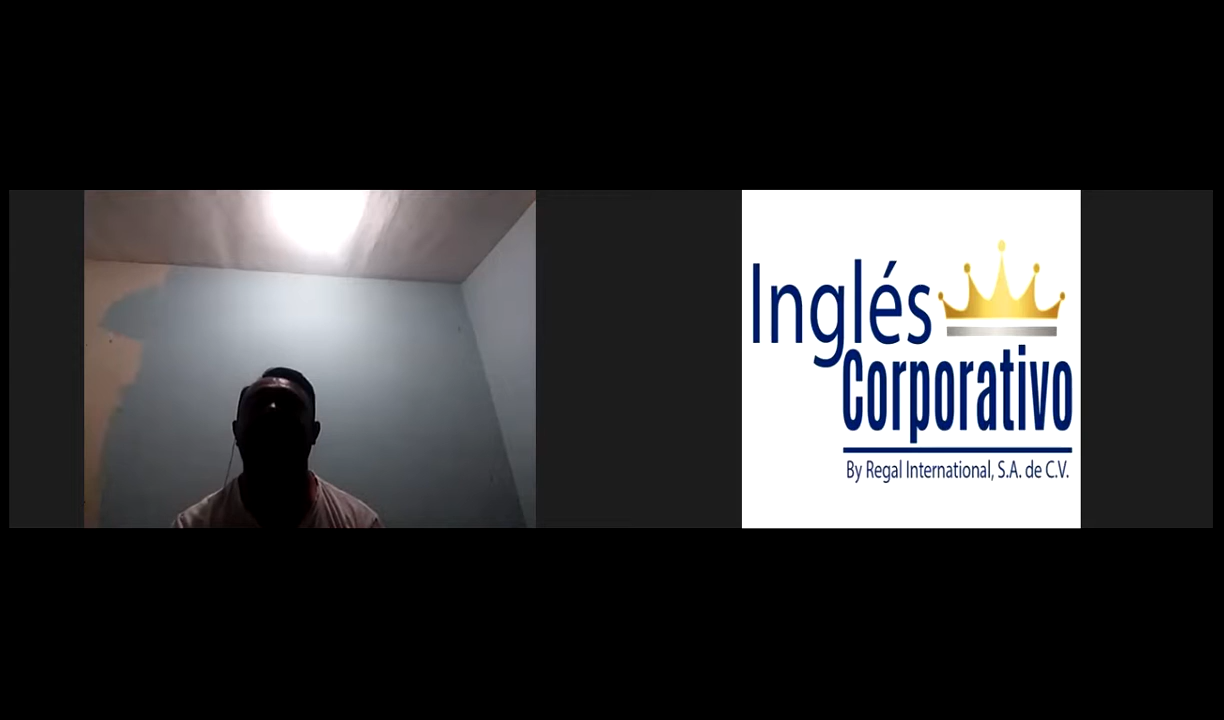 Inglés
Corporativo
By Regal International, S.A. de C.V.